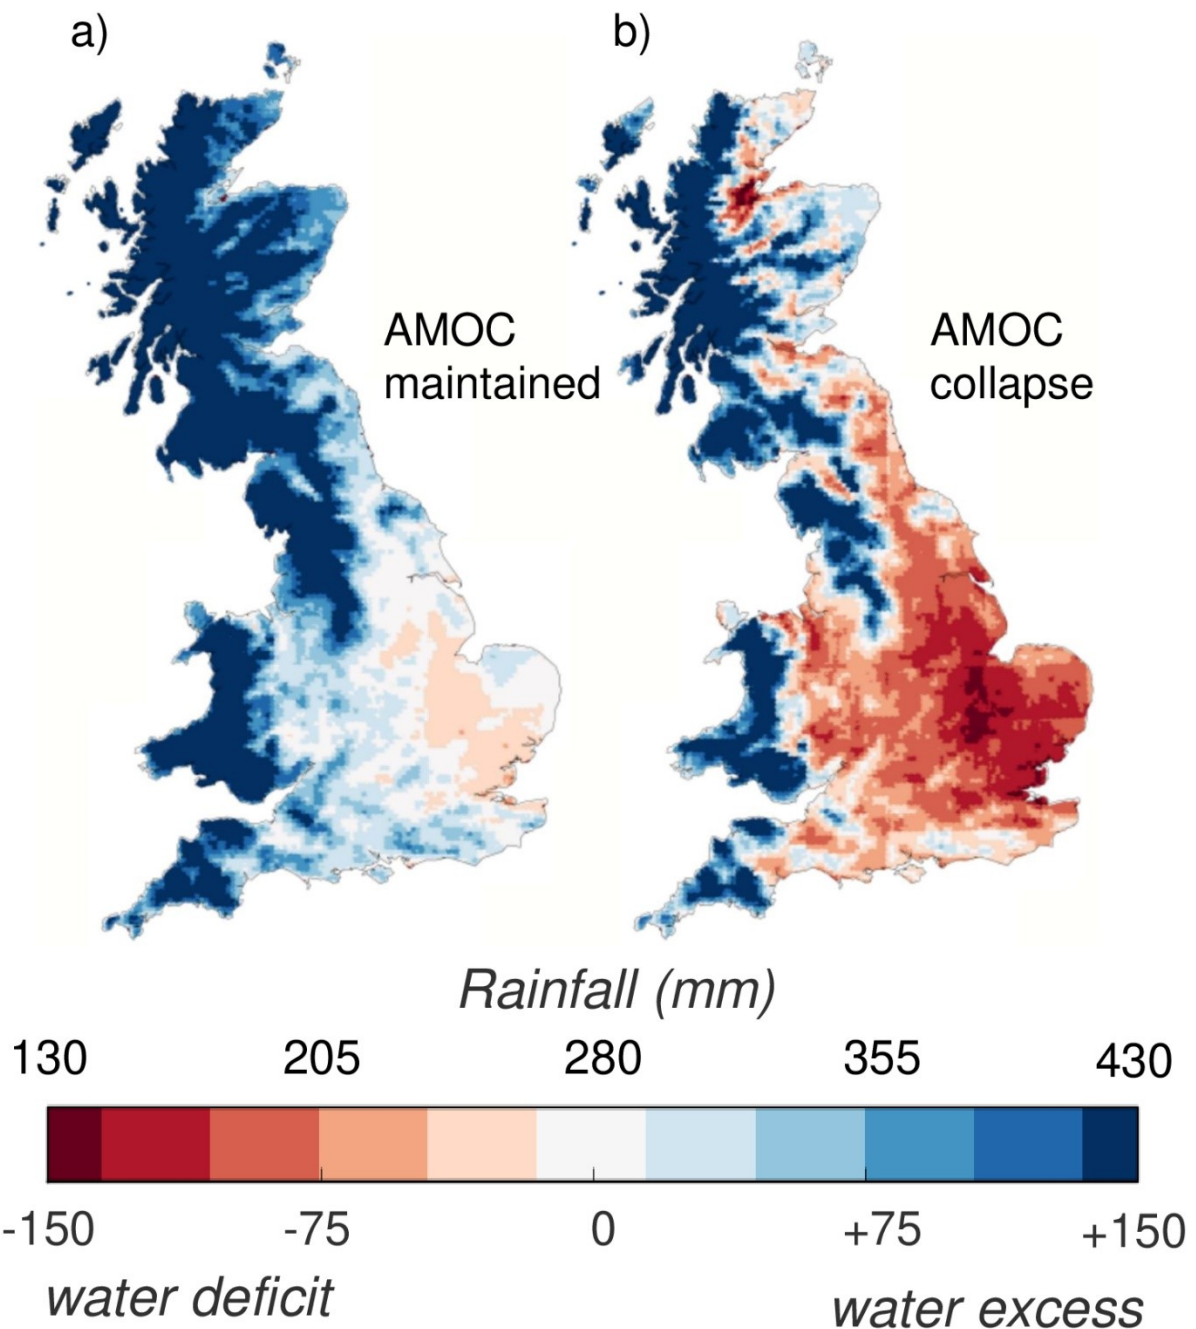 a)
b)
AMOC
maintained
AMOC
collapse
Rainfall (mm)
130 205 280 355 430
-150 -75 0 +75 +150
water deficit
water excess